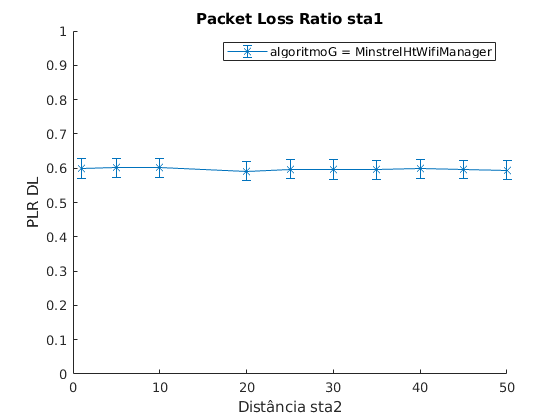 Packet Loss Ratio sta1
algoritmoG = MinstrelHtWifiManager
1
0.9
0.8
0.7
0.6
0.5
0.4
0.3
0.2
0.1
0
PLR DL
0 10 20 30 40 50
Distância sta2